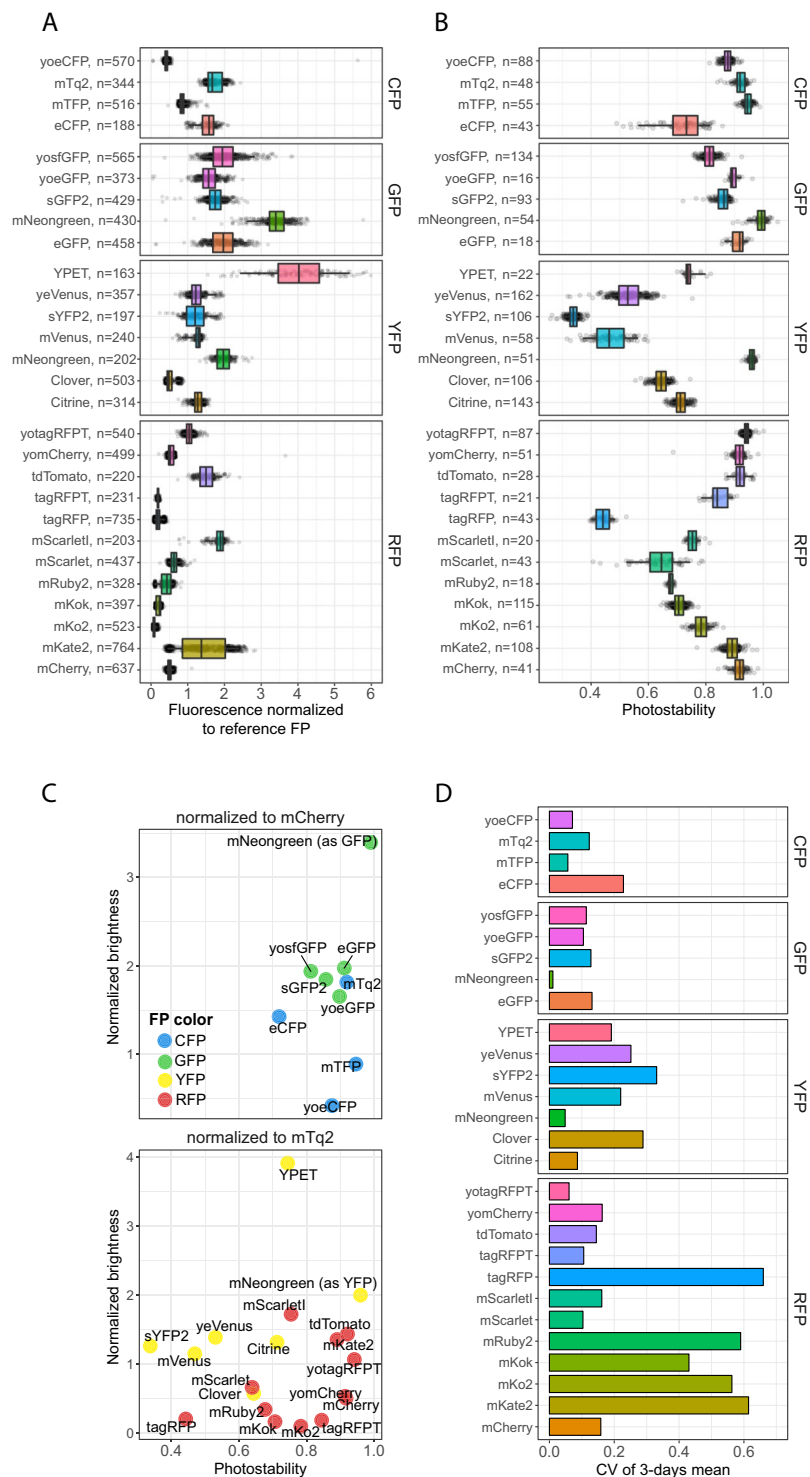 A
yoeCFP, n=570
mTq2, n=344
mTFP, n=516
eCFP, n=188
CFP
yosfGFP, n=565
yoeGFP, n=373
sGFP2, n=429
mNeongreen, n=430
eGFP, n=458
GFP
YPET, n=163
yeVenus, n=357
sYFP2, n=197
mVenus, n=240
mNeongreen, n=202
Clover, n=503
Citrine, n=314
YFP
yotagRFPT, n=540
yomCherry, n=499
tdTomato, n=220
tagRFPT, n=231
tagRFP, n=735
mScarletI, n=203
mScarlet, n=437
mRuby2, n=328
mKok, n=397
mKo2, n=523
mKate2, n=764
mCherry, n=637
RFP
0 1 2 3 4 5 6
Fluorescence normalized
to reference FP
B
yoeCFP, n=88
mTq2, n=48
mTFP, n=55
eCFP, n=43
CFP
yosfGFP, n=134
yoeGFP, n=16
sGFP2, n=93
mNeongreen, n=54
eGFP, n=18
GFP
YPET, n=22
yeVenus, n=162
sYFP2, n=106
mVenus, n=58
mNeongreen, n=51
Clover, n=106
Citrine, n=143
YFP
yotagRFPT, n=87
yomCherry, n=51
tdTomato, n=28
tagRFPT, n=21
tagRFP, n=43
mScarletI, n=20
mScarlet, n=43
mRuby2, n=18
mKok, n=115
mKo2, n=61
mKate2, n=108
mCherry, n=41
RFP
0.4 0.6 0.8 1.0
Photostability
C
normalized to mCherry
mNeongreen (as GFP)
3
2
1
Normalized brightness
yosfGFP eGFP
sGFP2 mTq2
yoeGFP
eCFP
mTFP
yoeCFP
FP color
CFP
GFP
YFP
RFP
normalized to mTq2
4
3
2
1
0
Normalized brightness
YPET
mNeongreen (as YFP)
mScarletI
yeVenus
tdTomato
sYFP2
Citrine
mKate2
mVenus
yotagRFPT
mScarlet
Clover
yomCherry
mCherry
mRuby2
tagRFP
mKok
mKo2
tagRFPT
0.4 0.6 0.8 1.0
Photostability
D
yoeCFP
mTq2
mTFP
eCFP
CFP
yosfGFP
yoeGFP
sGFP2
mNeongreen
eGFP
GFP
YPET
yeVenus
sYFP2
mVenus
mNeongreen
Clover
Citrine
YFP
yotagRFPT
yomCherry
tdTomato
tagRFPT
tagRFP
mScarletI
mScarlet
mRuby2
mKok
mKo2
mKate2
mCherry
RFP
0.0 0.2 0.4 0.6
CV of 3-days mean